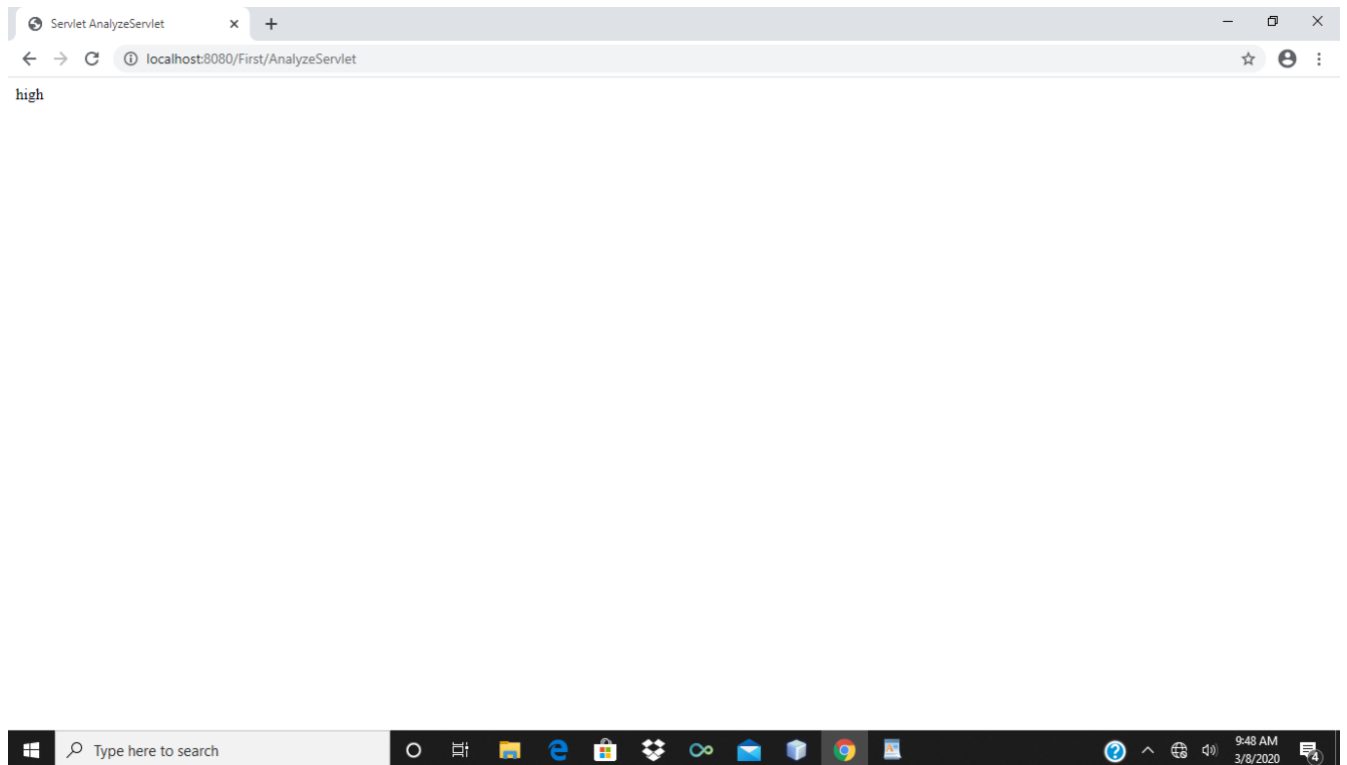 Servlet AnalyzeServlet
localhost:8080/First/AnalyzeServlet
high
Type here to search
9:48 AM
3/8/2020
4